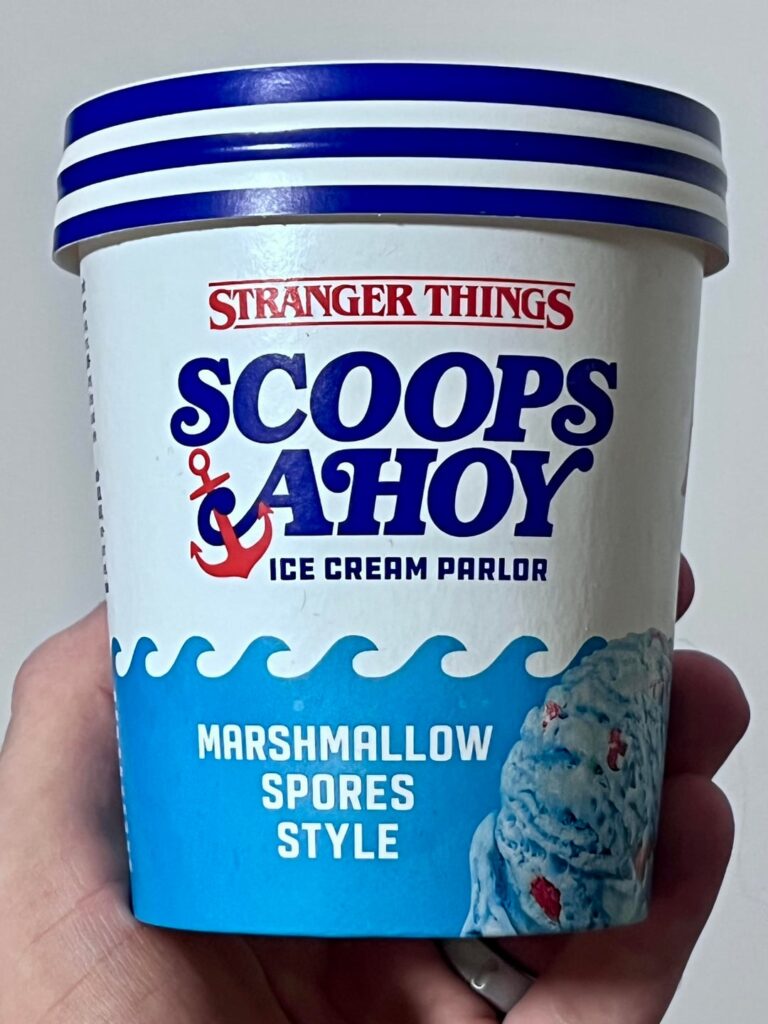 STRANGER THINGS
SCOOPS
AHOY
ICE CREAM PARLOR
MARSHMALLOW
SPORES
STYLE